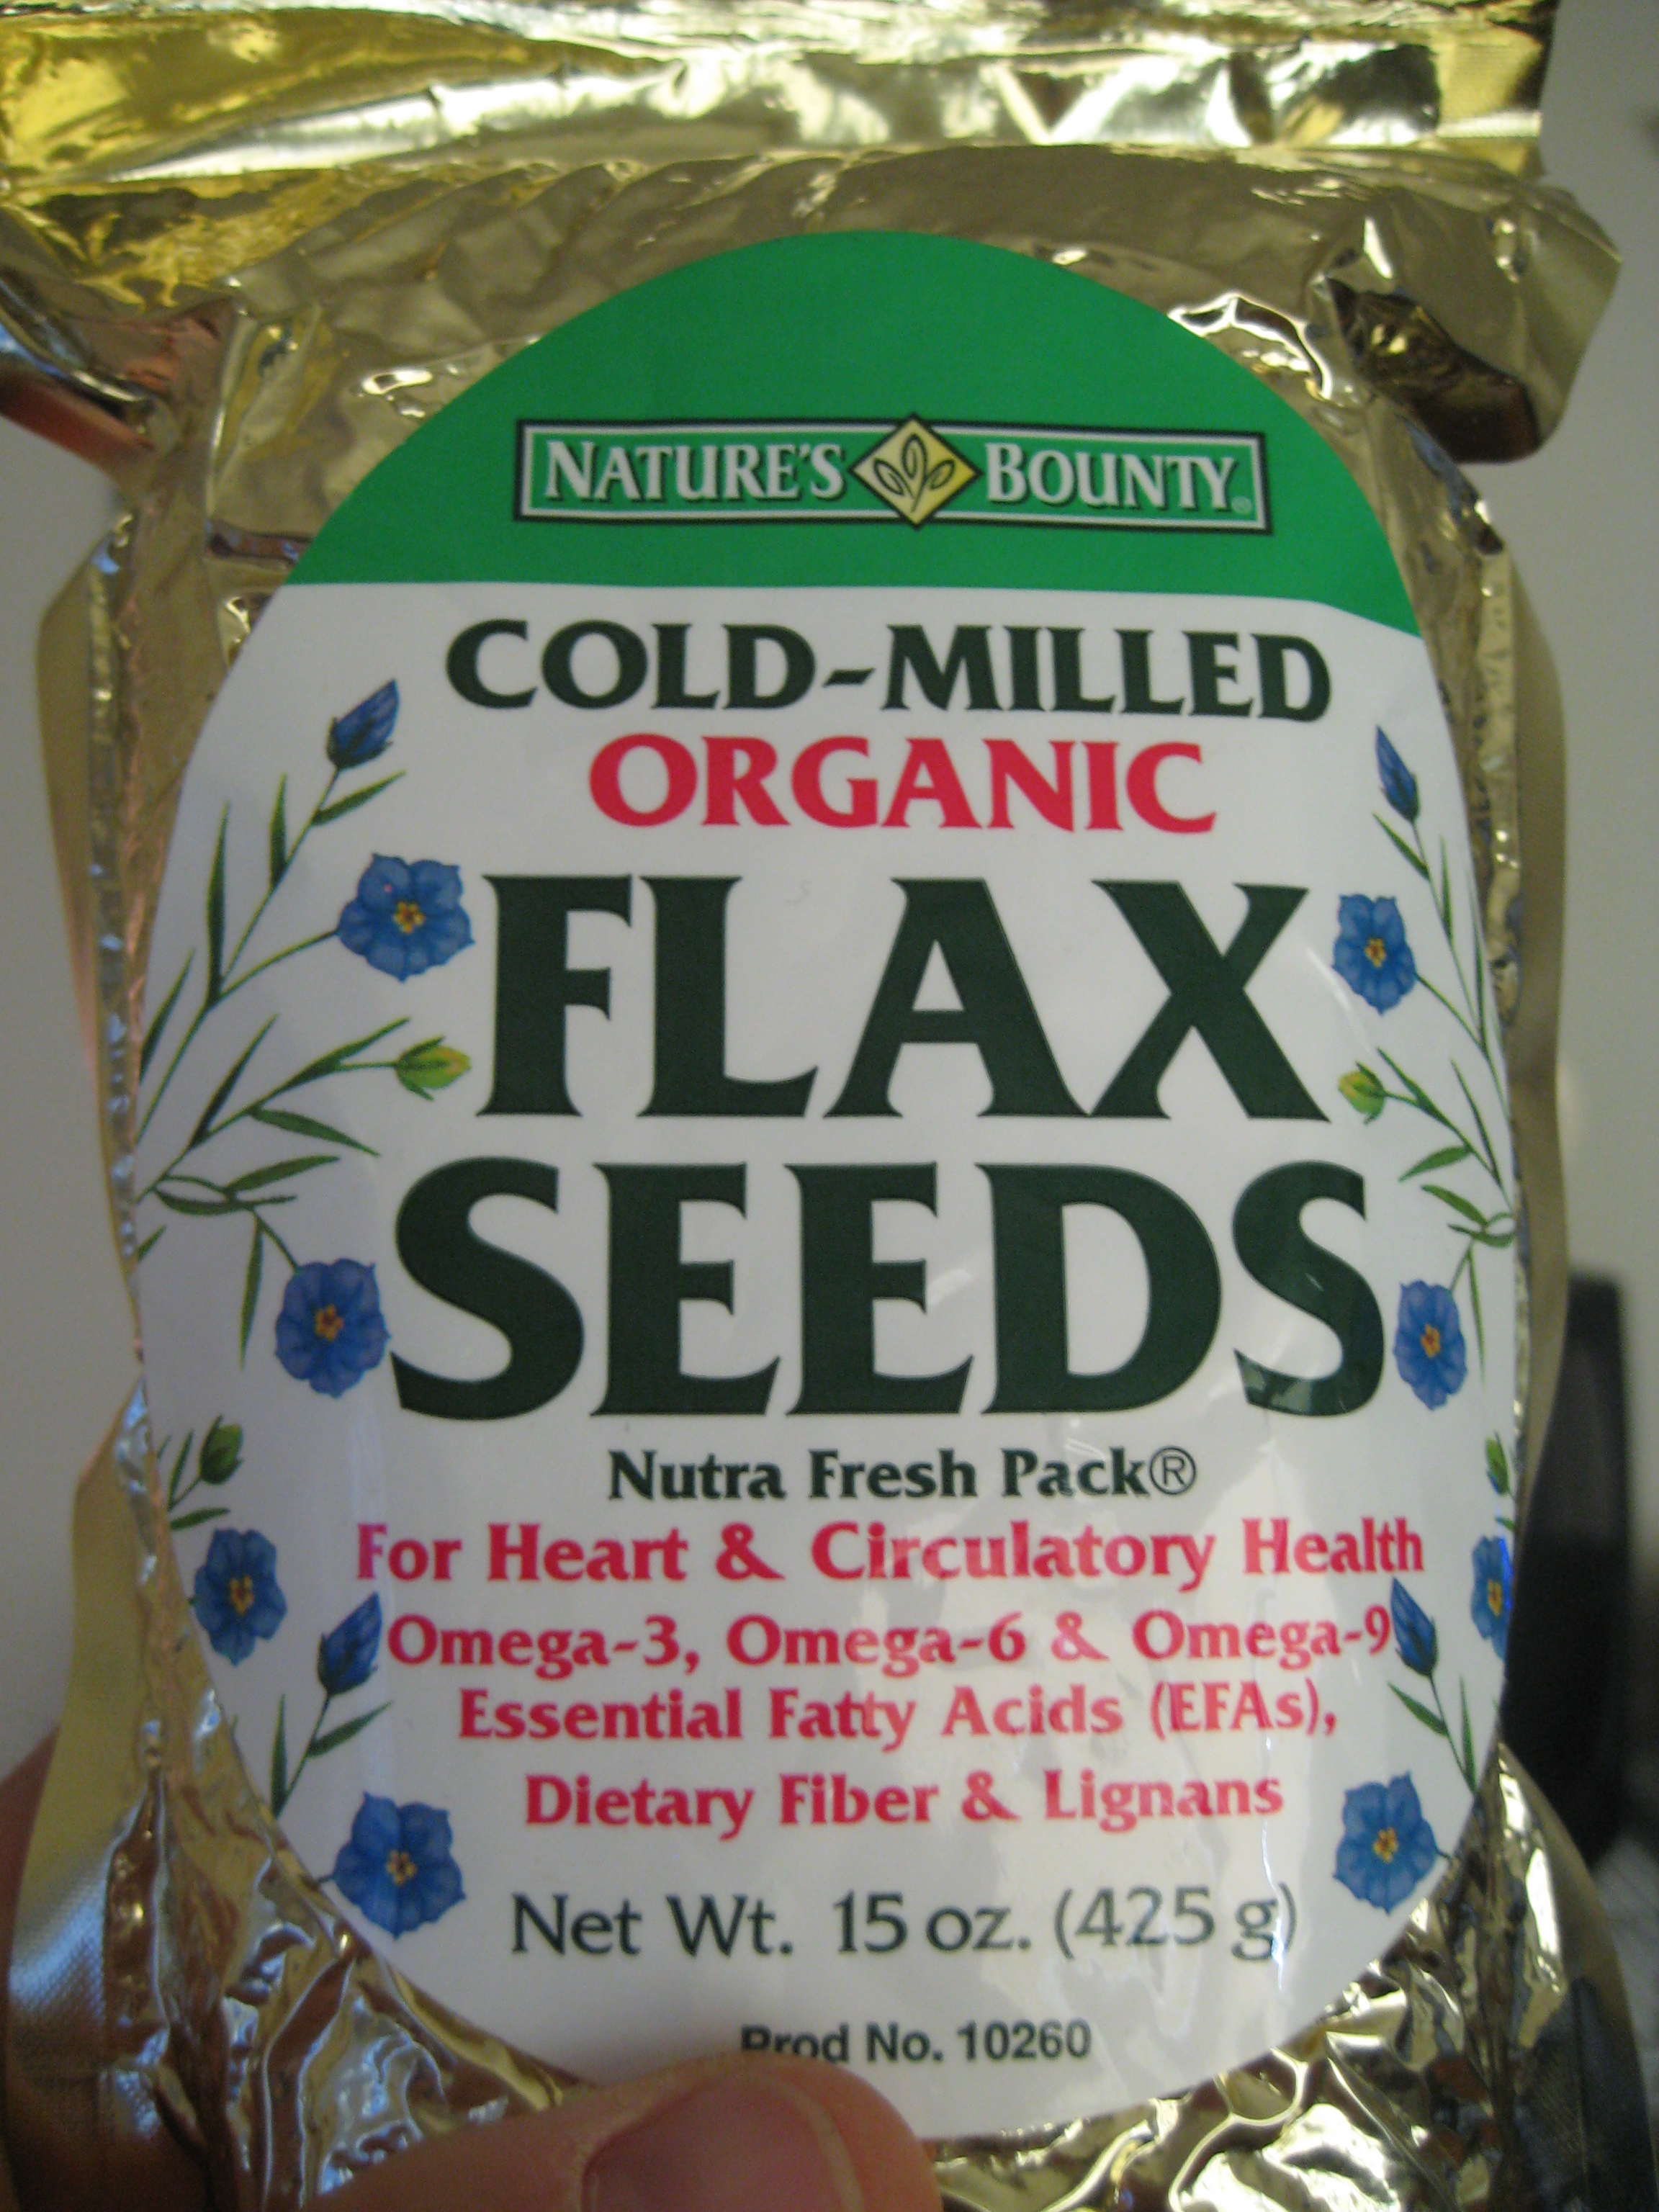 NATURE'S BOUNTY®
COLD-MILLED
ORGANIC
FLAX
SEEDS
Nutra Fresh Pack®
For Heart & Circulatory Health
Omega-3, Omega-6 & Omega-9
Essential Fatty Acids (EFAs),
Dietary Fiber & Lignans
Net Wt. 15 oz. (425 g)
Prod No. 10260